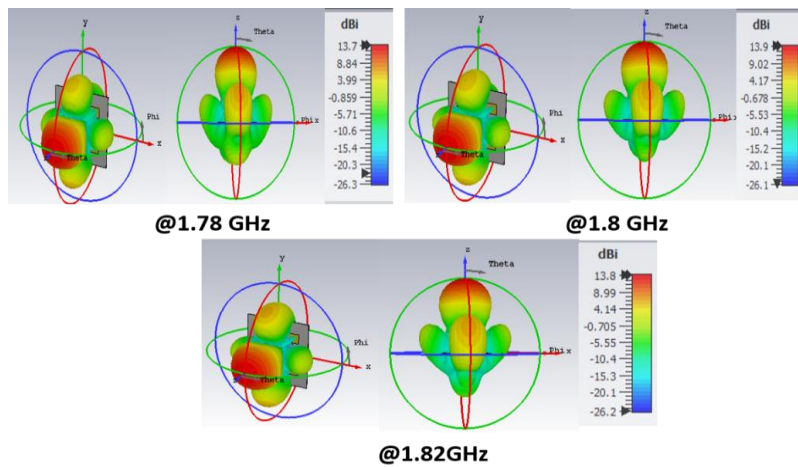 y
Phi
x
Theta
z
Theta
Phi x
dBi
13.7
8.84
3.99
-0.859
-5.71
-10.6
-15.4
-20.3
-26.3
@1.78 GHz
y
Phi
x
Theta
z
Theta
Phi x
dBi
13.9
9.02
4.17
-0.678
-5.53
-10.4
-15.2
-20.1
-26.1
@1.8 GHz
y
Phi
x
Theta
z
Theta
Phi x
dBi
13.8
8.99
4.14
-0.705
-5.55
-10.4
-15.3
-20.1
-26.2
@1.82GHz